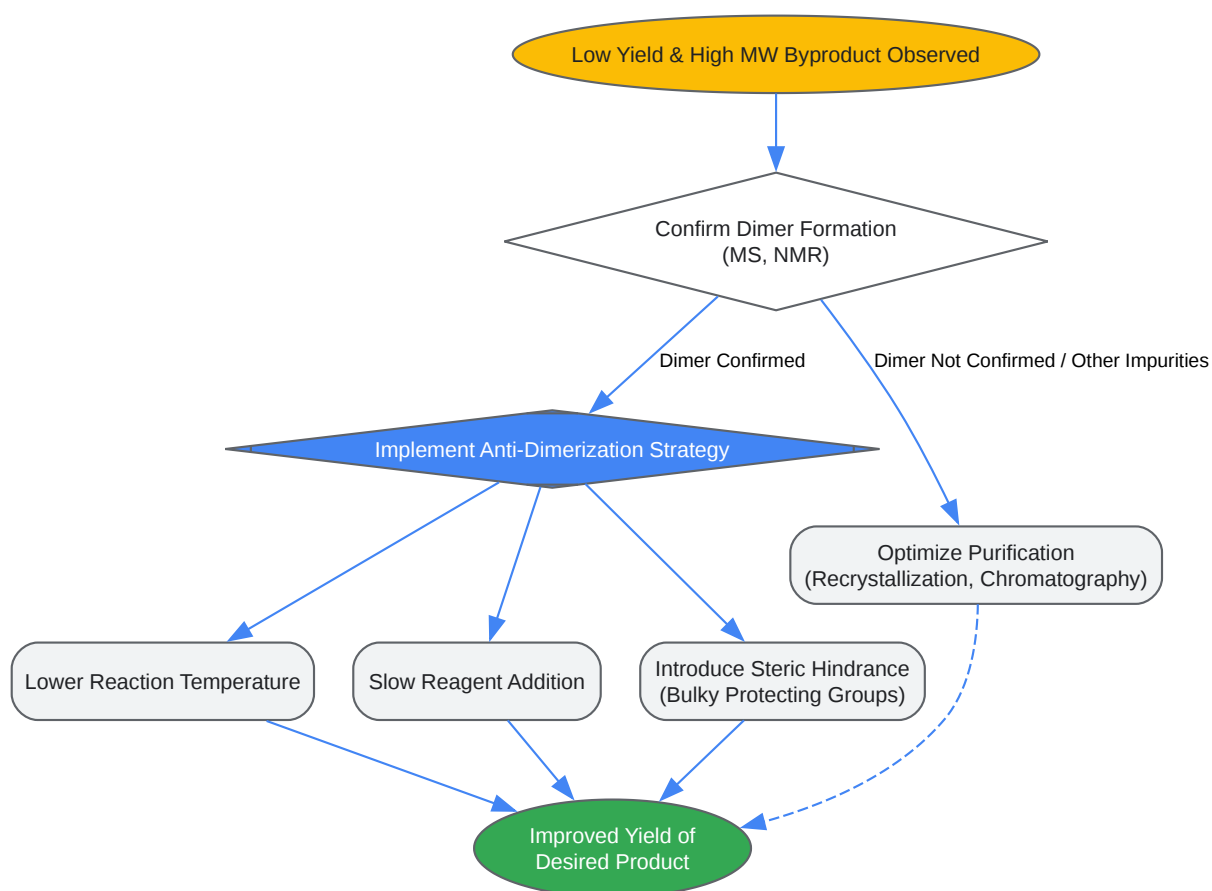 Low Yield & High MW Byproduct Observed
Confirm Dimer Formation
(MS, NMR)
Dimer Confirmed
Dimer Not Confirmed / Other Impurities
Implement Anti-Dimerization Strategy
Optimize Purification
(Recrystallization, Chromatography)
Lower Reaction Temperature
Slow Reagent Addition
Introduce Steric Hindrance
(Bulky Protecting Groups)
Improved Yield of
Desired Product